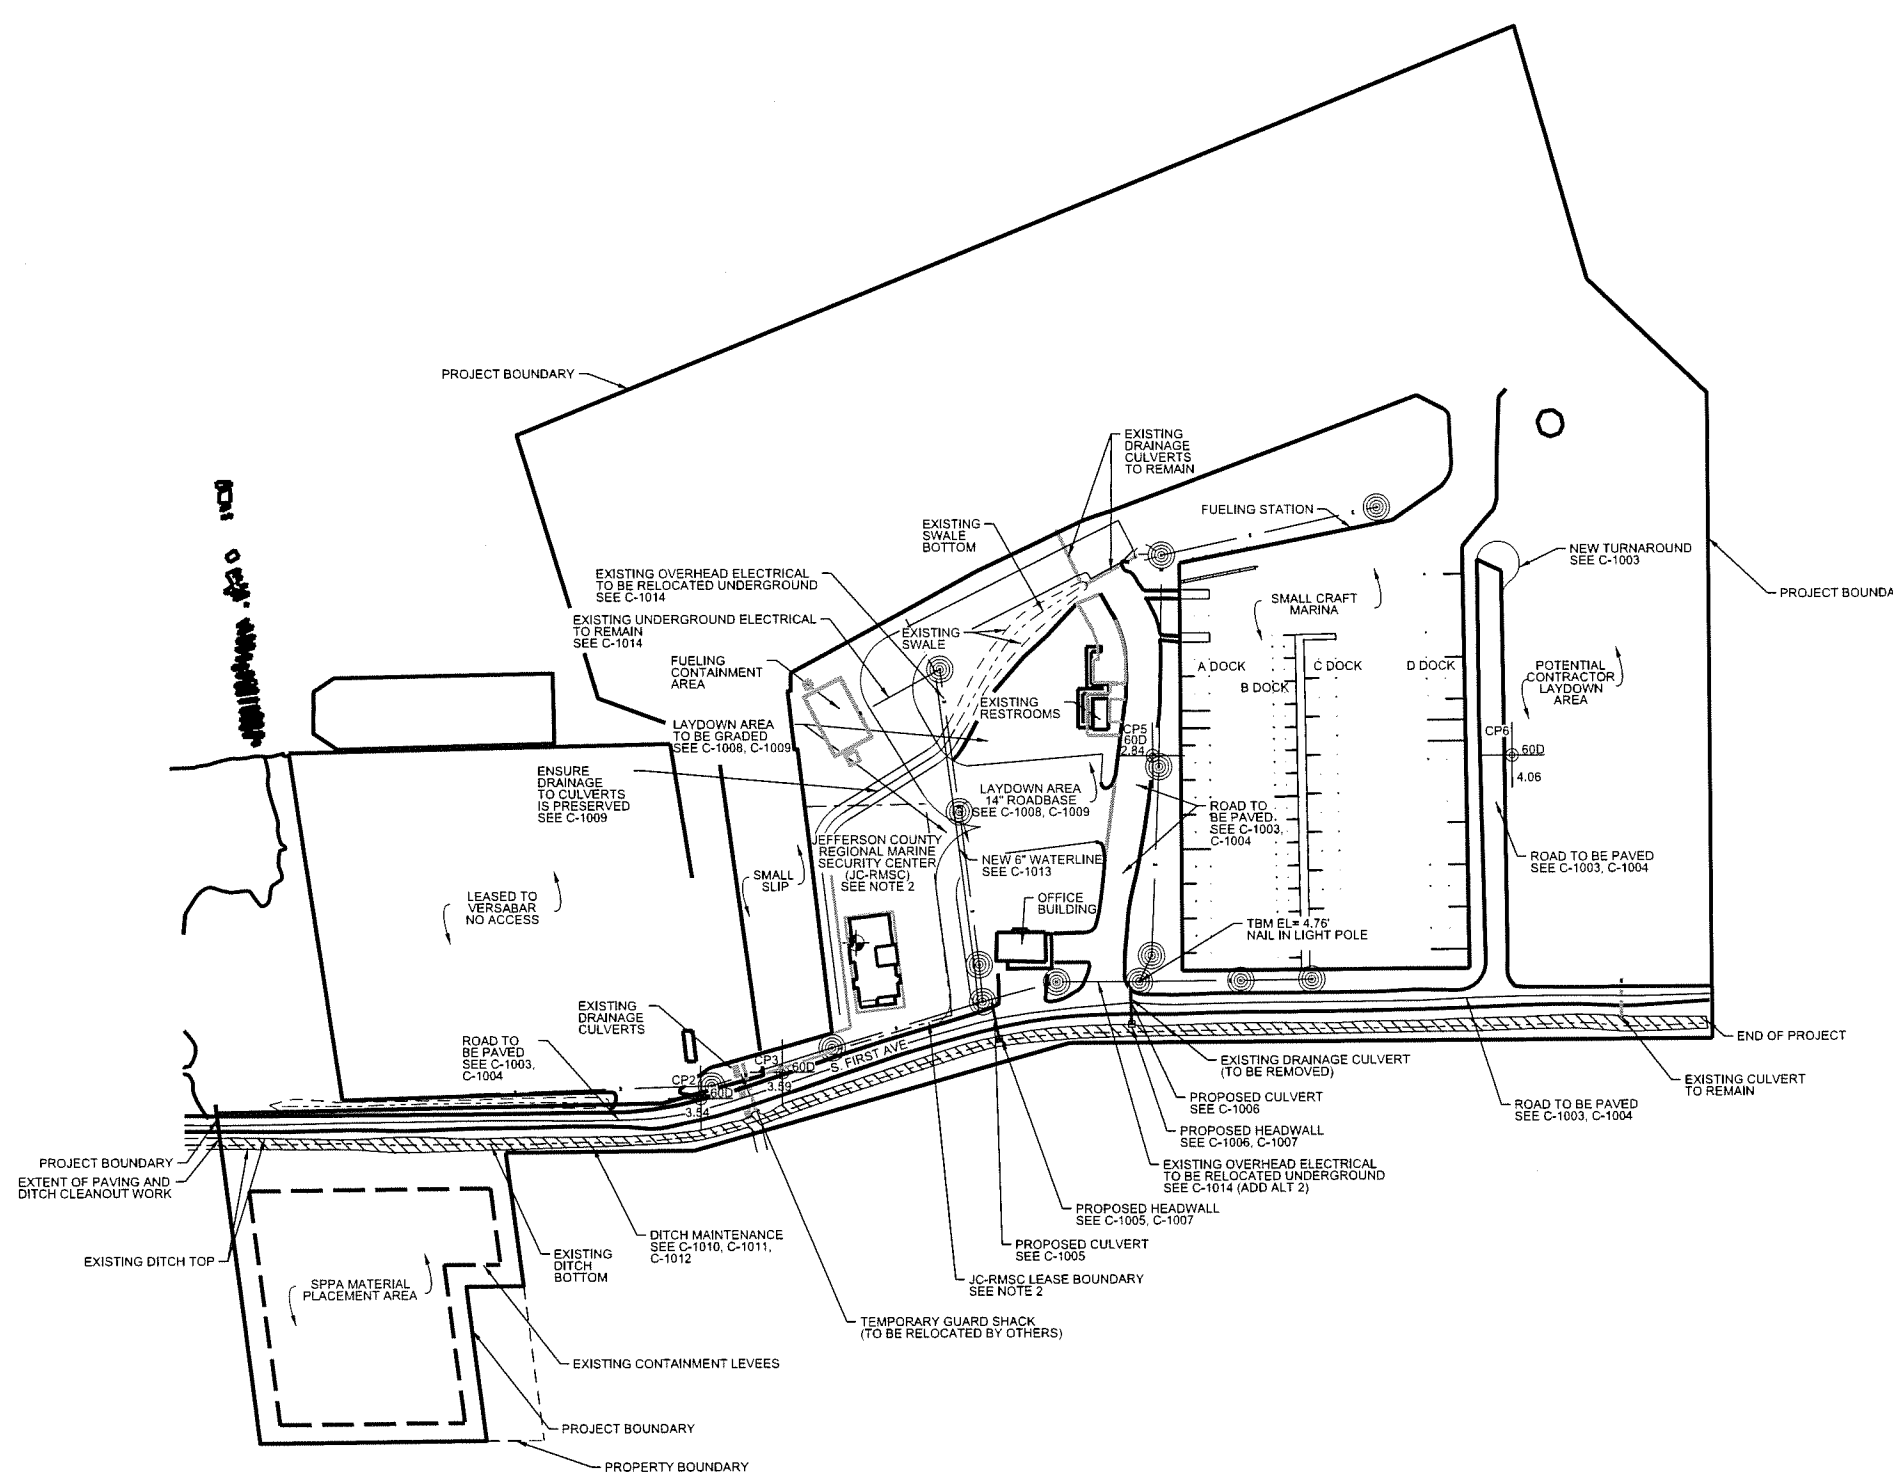 PROJECT BOUNDARY
EXISTING
DRAINAGE
CULVERTS
TO REMAIN
FUELING STATION
EXISTING
SWALE
BOTTOM
NEW TURNAROUND
SEE C-1003
EXISTING OVERHEAD ELECTRICAL
TO BE RELOCATED UNDERGROUND
SEE C-1014
PROJECT BOUNDA
SMALL CRAFT
MARINA
EXISTING UNDERGROUND ELECTRICAL
TO REMAIN
SEE C-1014
EXISTING
SWALE
FUELING
CONTAINMENT
AREA
A DOCK
B DOCK
C DOCK
D DOCK
POTENTIAL
CONTRACTOR
LAYDOWN
AREA
EXISTING
RESTROOMS
LAYDOWN AREA
TO BE GRADED
SEE C-1008, C-1009
CP5
60D
2.84
CP6
60D
4.06
ENSURE
DRAINAGE
TO CULVERTS
IS PRESERVED
SEE C-1009
LAYDOWN AREA
14" ROADBASE
SEE C-1008, C-1009
ROAD TO
BE PAVED
SEE C-1003,
C-1004
JEFFERSON COUNTY
REGIONAL MARINE
SECURITY CENTER
(JC-RMSC)
SEE NOTE 2
NEW 6" WATERLINE
SEE C-1013
ROAD TO BE PAVED
SEE C-1003, C-1004
SMALL
SLIP
LEASED TO
VERSABAR
NO ACCESS
OFFICE
BUILDING
TBM EL= 4.76'
NAIL IN LIGHT POLE
EXISTING
DRAINAGE
CULVERTS
ROAD TO
BE PAVED
SEE C-1003,
C-1004
CP3
60D
3.59
S. FIRST AVE
CP2
60D
3.54
END OF PROJECT
EXISTING DRAINAGE CULVERT
(TO BE REMOVED)
EXISTING CULVERT
TO REMAIN
PROPOSED CULVERT
SEE C-1006
ROAD TO BE PAVED
SEE C-1003, C-1004
PROPOSED HEADWALL
SEE C-1006, C-1007
PROJECT BOUNDARY
EXTENT OF PAVING AND
DITCH CLEANOUT WORK
EXISTING OVERHEAD ELECTRICAL
TO BE RELOCATED UNDERGROUND
SEE C-1014 (ADD ALT 2)
PROPOSED HEADWALL
SEE C-1005, C-1007
DITCH MAINTENANCE
SEE C-1010, C-1011,
C-1012
PROPOSED CULVERT
SEE C-1005
EXISTING DITCH TOP
EXISTING
DITCH
BOTTOM
SPPA MATERIAL
PLACEMENT AREA
JC-RMSC LEASE BOUNDARY
SEE NOTE 2
TEMPORARY GUARD SHACK
(TO BE RELOCATED BY OTHERS)
EXISTING CONTAINMENT LEVEES
PROJECT BOUNDARY
PROPERTY BOUNDARY